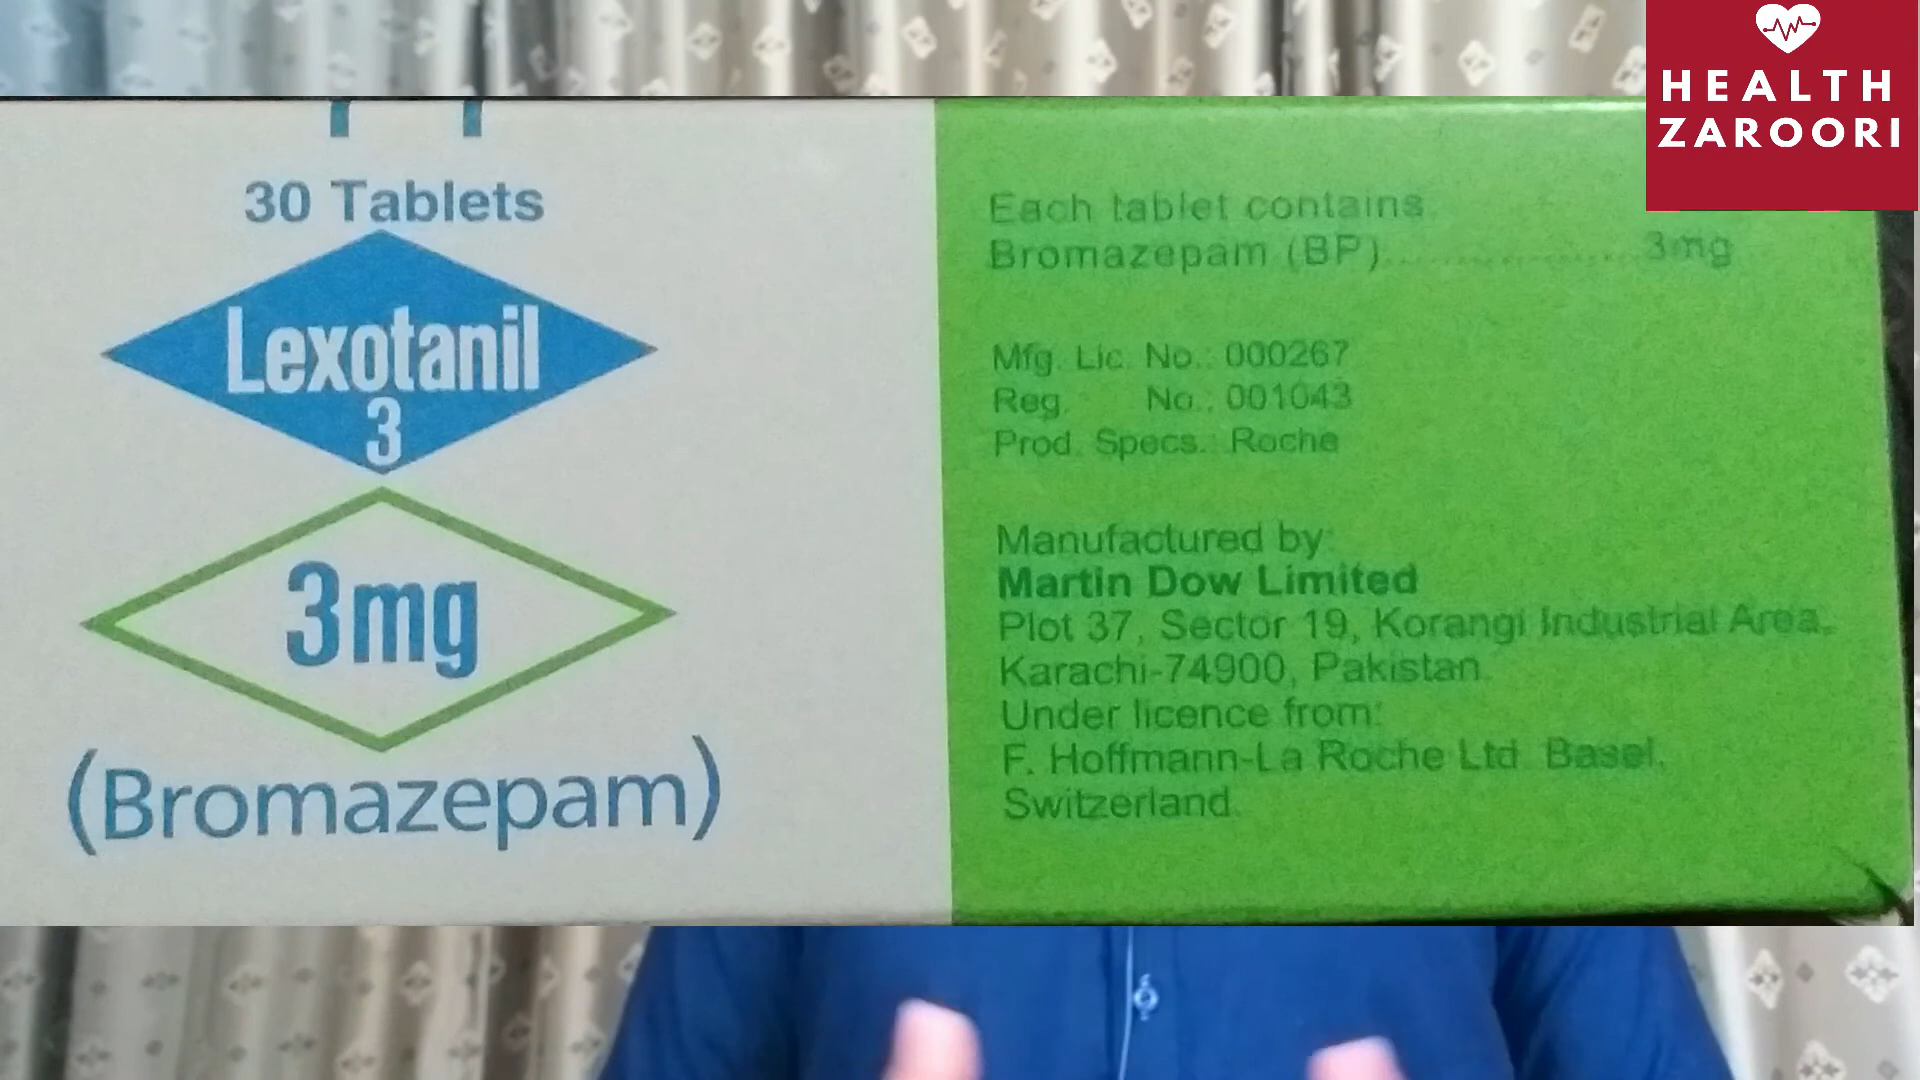 HEALTH
ZAROORI
30 Tablets
Lexotanil
3
3mg
(Bromazepam)
Each tablet contains.
Bromazepam (BP)....................3mg
Mfg. Lic. No.: 000267
Reg. No.: 001043
Prod. Specs.: Roche
Manufactured by:
Martin Dow Limited
Plot 37, Sector 19, Korangi Industrial Area,
Karachi-74900, Pakistan.
Under licence from:
F. Hoffmann-La Roche Ltd. Basel,
Switzerland.